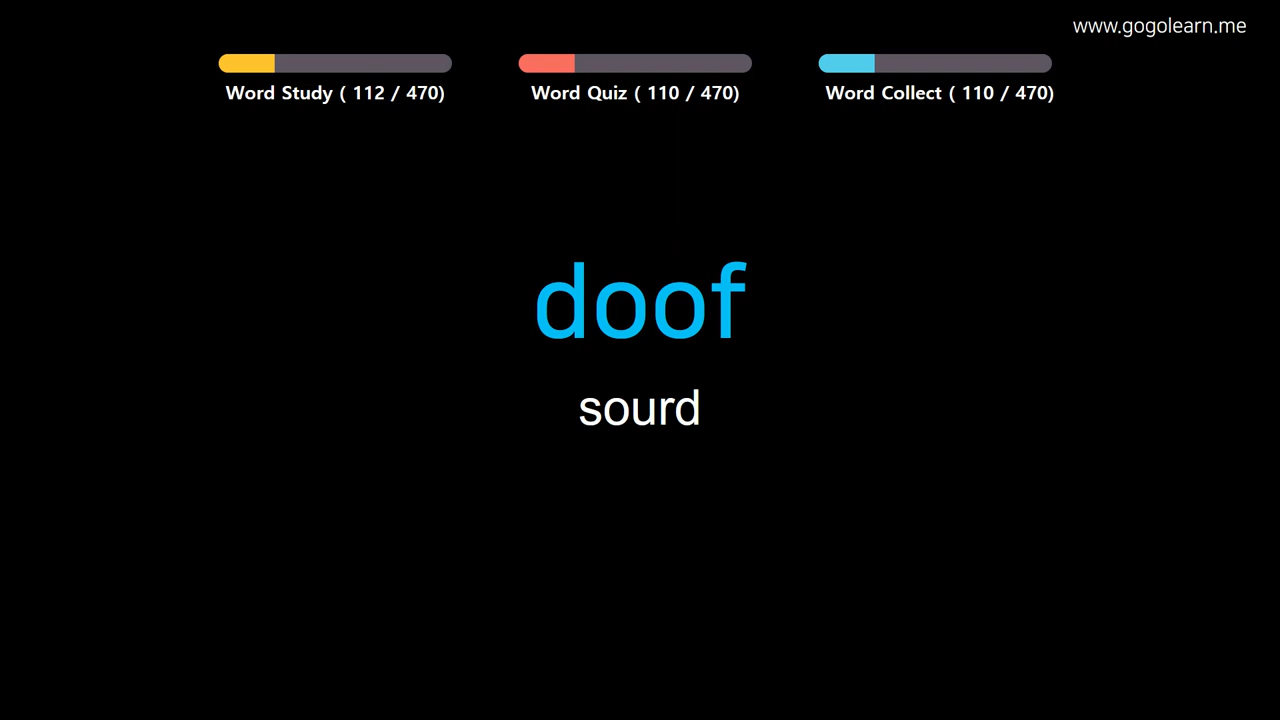 www.gogolearn.me
Word Study ( 112 / 470)
Word Quiz ( 110 / 470)
Word Collect ( 110 / 470)
doof
sourd